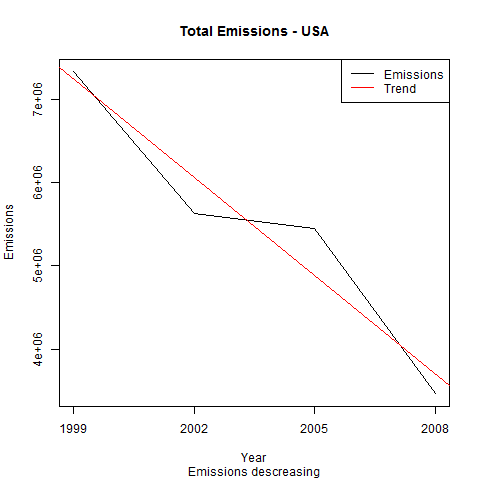 Total Emissions - USA
Emissions
Trend
7e+06
6e+06
5e+06
4e+06
Emissions
1999 2002 2005 2008
Year
Emissions descreasing